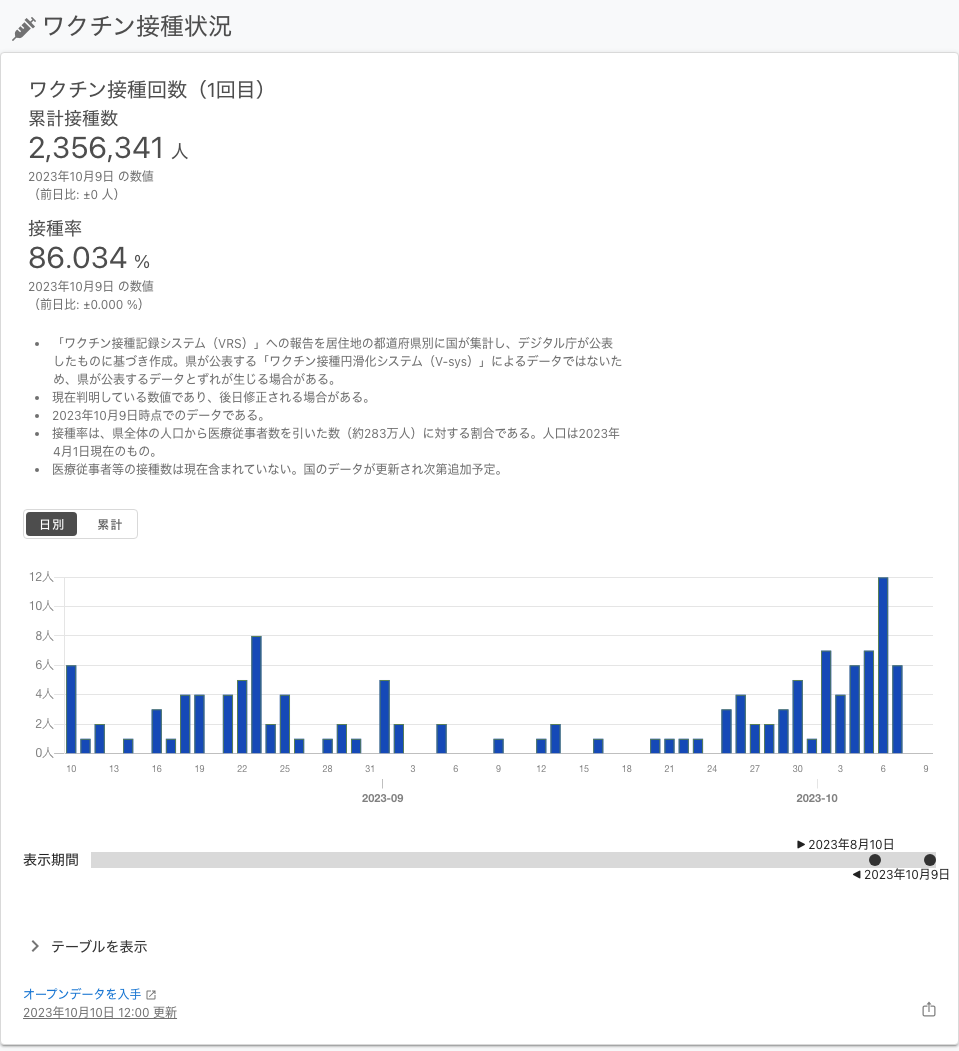 ワクチン接種状況
ワクチン接種回数（1回目）
累計接種数
2,356,341 人
2023年10月9日 の数値
（前日比: ±0 人）
接種率
86.034 %
2023年10月9日 の数値
（前日比: ±0.000 %）
• 「ワクチン接種記録システム（VRS）」への報告を居住地の都道府県別に国が集計し、デジタル庁が公表
したものに基づき作成。県が公表する「ワクチン接種円滑化システム（V-sys）」によるデータではないた
め、県が公表するデータとずれが生じる場合がある。
• 現在判明している数値であり、後日修正される場合がある。
• 2023年10月9日時点でのデータである。
• 接種率は、県全体の人口から医療従事者数を引いた数（約283万人）に対する割合である。人口は2023年
4月1日現在のもの。
• 医療従事者等の接種数は現在含まれていない。国のデータが更新され次第追加予定。
日別 累計
12人
10人
8人
6人
4人
2人
0人
10 13 16 19 22 25 28 31 3 6 9 12 15 18 21 24 27 30 3 6 9
2023-09 2023-10
▶ 2023年8月10日
表示期間
◀ 2023年10月9日
テーブルを表示
オープンデータを入手
2023年10月10日 12:00 更新